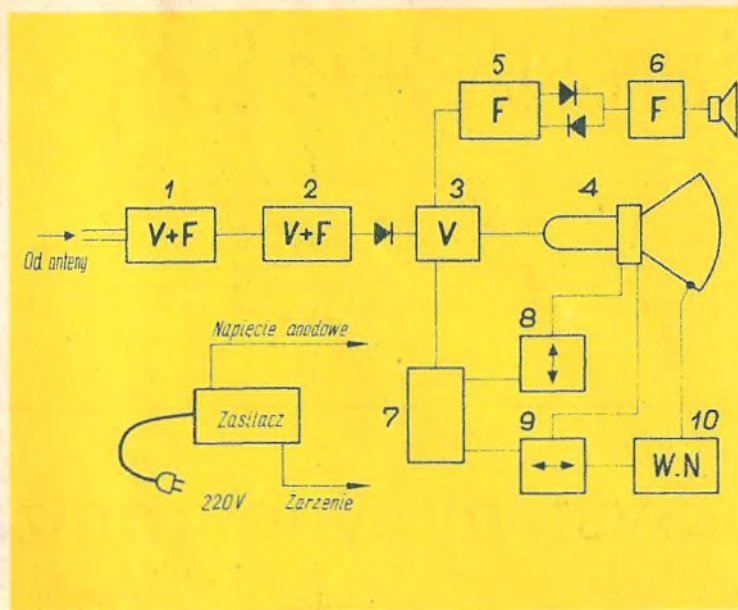 5 6
F F
1 2 3 4
V+F V+F V
Od anteny
8
Napięcie anodowe
7 9 10
Zasilacz
W.N.
220V Żarzenie